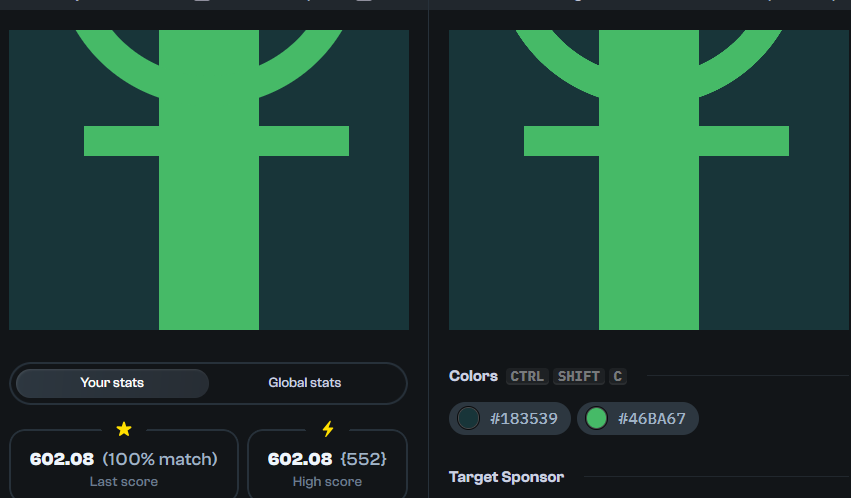 Your stats
Global stats
602.08 (100% match)
Last score
602.08 {552}
High score
Colors CTRL SHIFT C
#183539
#46BA67
Target Sponsor